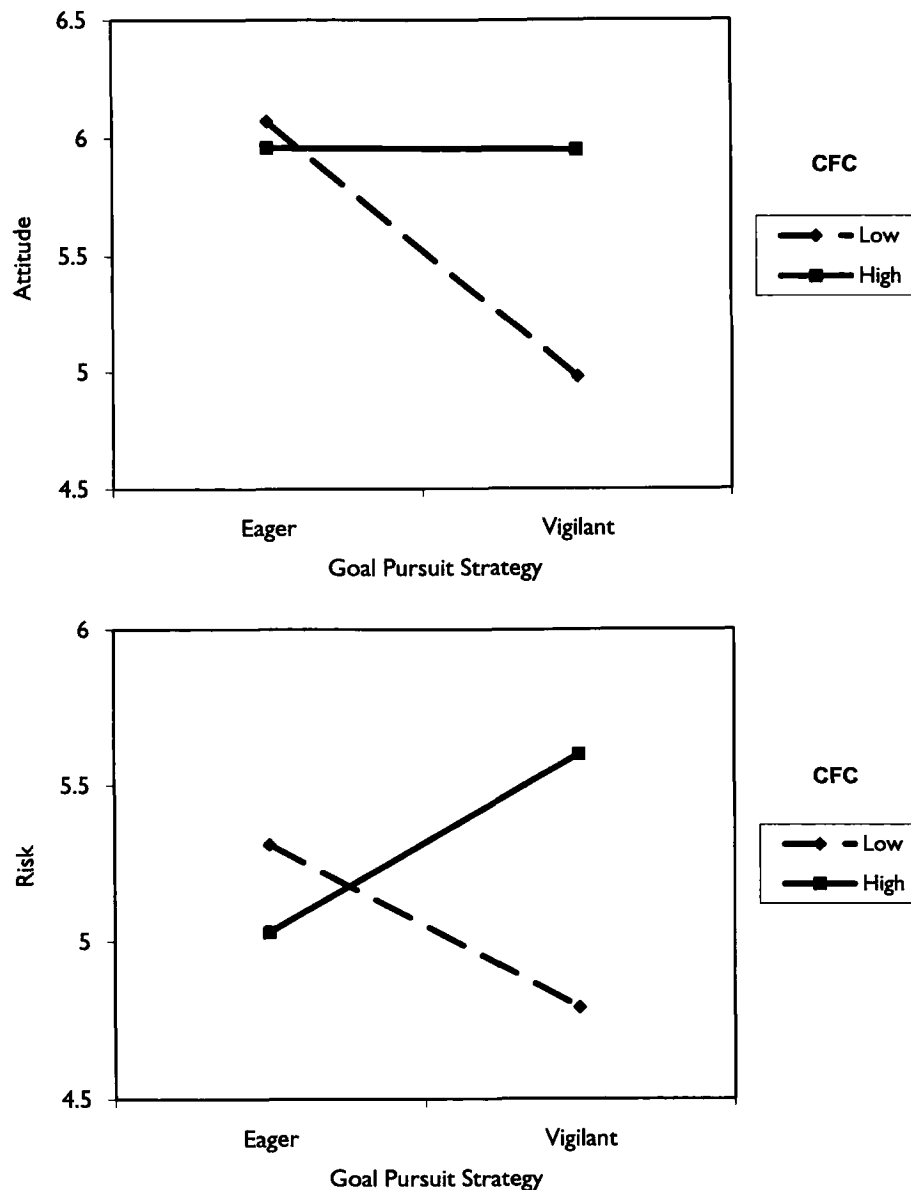 6.5
6
5.5
5
4.5
Attitude
Eager
Vigilant
Goal Pursuit Strategy
CFC
Low
High
6
5.5
5
4.5
Risk
Eager
Vigilant
Goal Pursuit Strategy
CFC
Low
High